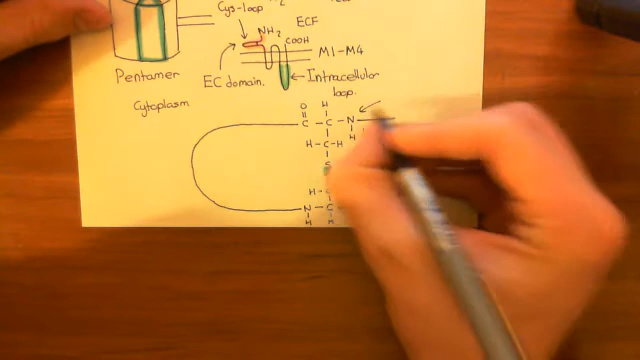 Cys-loop
ECF
NH2
COOH
M1-M4
Pentamer
EC domain.
Intracellular
loop.
Cytoplasm
O H
C - C - N
H
H - C - H
S
H -
N - C
H H